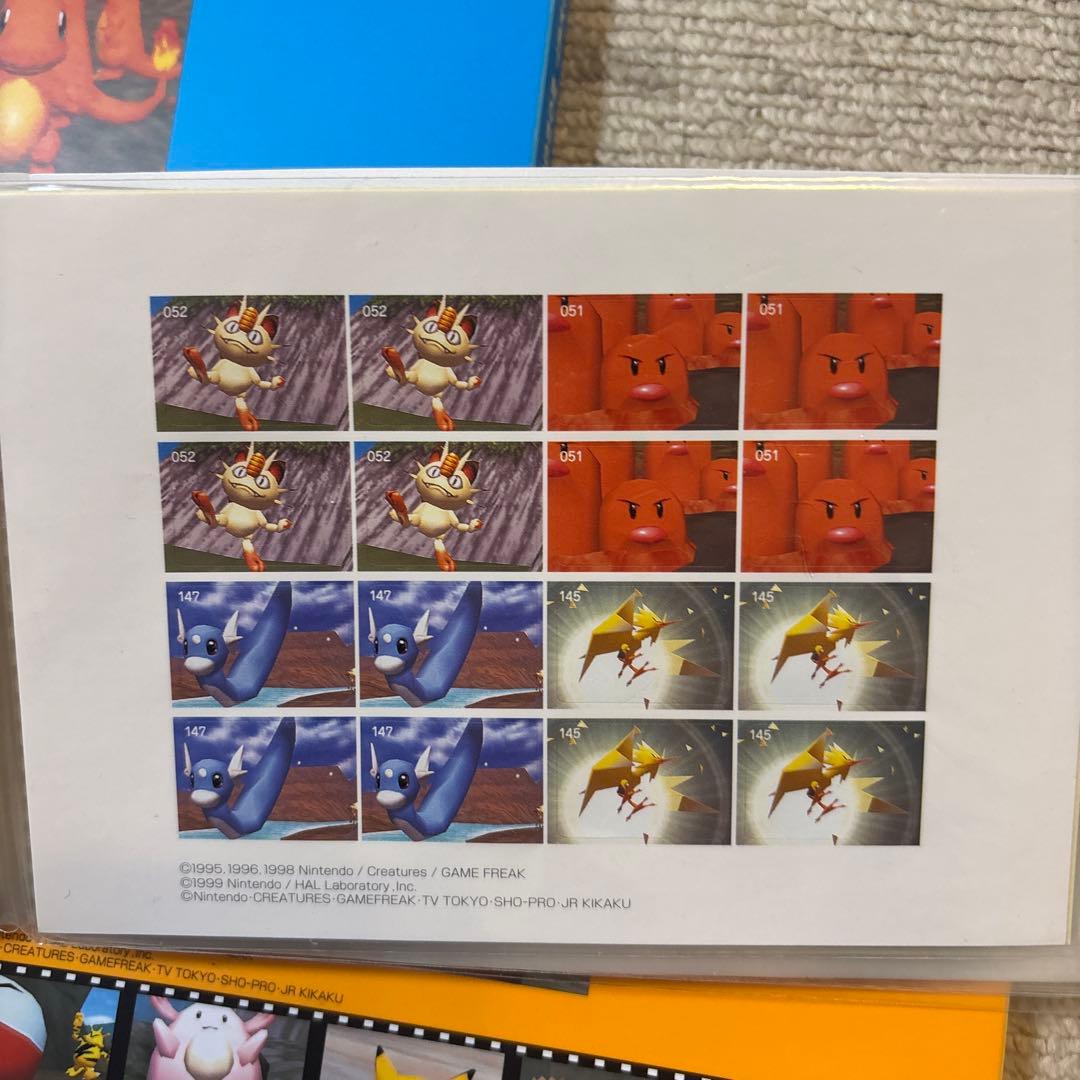 052 052 051 051
052 052 051 051
147 147 145 145
147 147 145 145
©1995,1996,1998 Nintendo / Creatures / GAME FREAK
©1999 Nintendo / HAL Laboratory,Inc.
©Nintendo·CREATURES·GAMEFREAK·TV TOKYO·SHO-PRO·JR KIKAKU
Laboratory,Inc.
·CREATURES·GAMEFREAK·TV TOKYO·SHO-PRO·JR KIKAKU